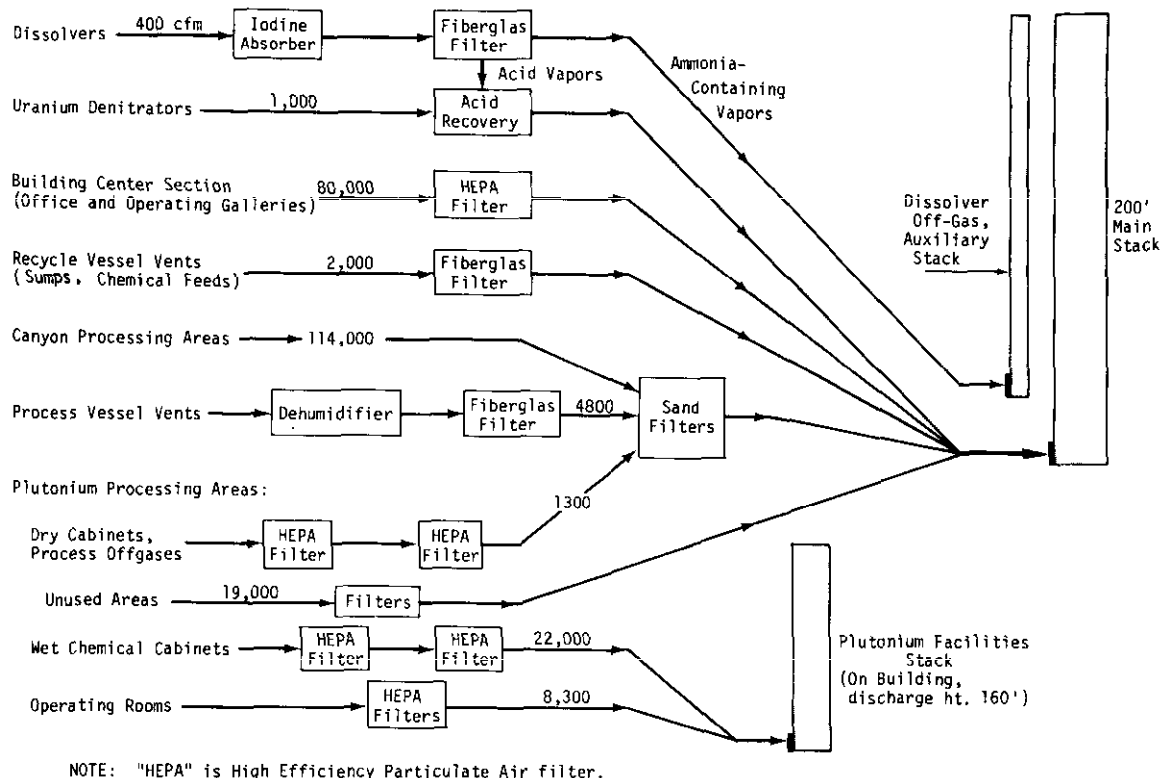 Dissolvers
400 cfm
Iodine
Absorber
Fiberglas
Filter
Acid Vapors
Ammonia-
Containing
Vapors
Uranium Denitrators
1,000
Acid
Recovery
Building Center Section
(Office and Operating Galleries)
80,000
HEPA
Filter
Dissolver
Off-Gas,
Auxiliary
Stack
200'
Main
Stack
Recycle Vessel Vents
(Sumps, Chemical Feeds)
2,000
Fiberglas
Filter
Canyon Processing Areas
114,000
Process Vessel Vents
Dehumidifier
Fiberglas
Filter
4800
Sand
Filters
Plutonium Processing Areas:
1300
Dry Cabinets,
Process Offgases
HEPA
Filter
HEPA
Filter
Unused Areas
19,000
Filters
Wet Chemical Cabinets
HEPA
Filter
HEPA
Filter
22,000
Plutonium Facilities
Stack
(On Building,
discharge ht. 160')
Operating Rooms
HEPA
Filters
8,300
NOTE: "HEPA" is High Efficiency Particulate Air filter.